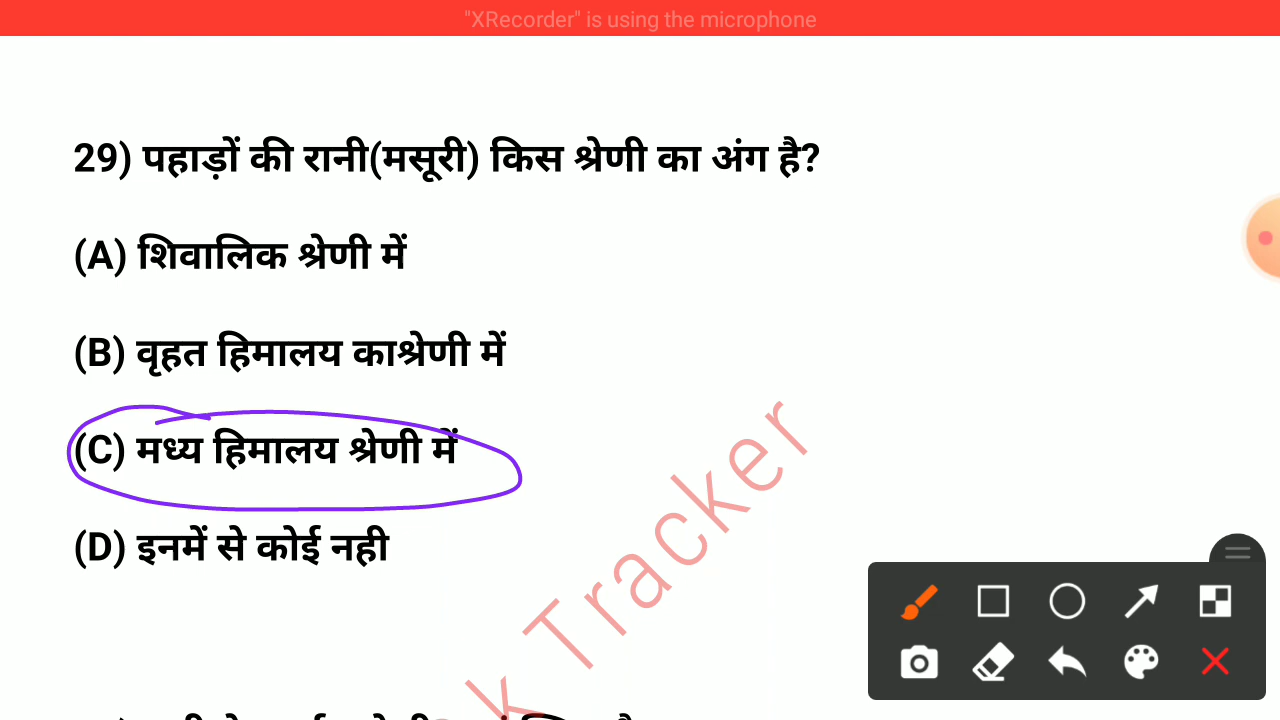 "XRecorder" is using the microphone
29) पहाड़ों की रानी(मसूरी) किस श्रेणी का अंग है?
(A) शिवालिक श्रेणी में
(B) वृहत हिमालय काश्रेणी में
(C) मध्य हिमालय श्रेणी में
(D) इनमें से कोई नही
k Tracker